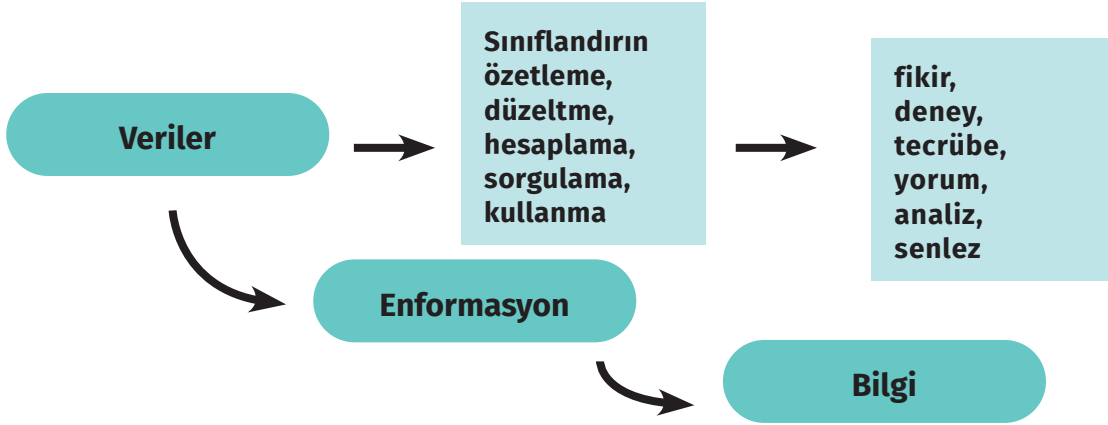 Veriler
Sınıflandırın
özetleme,
düzeltme,
hesaplama,
sorgulama,
kullanma
fikir,
deney,
tecrübe,
yorum,
analiz,
senlez
Enformasyon
Bilgi